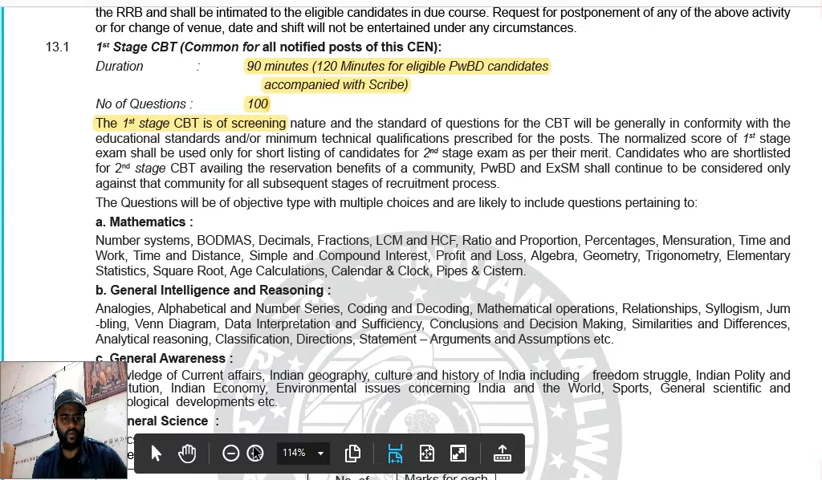 the RRB and shall be intimated to the eligible candidates in due course. Request for postponement of any of the above activity
or for change of venue, date and shift will not be entertained under any circumstances.
13.1 1st Stage CBT (Common for all notified posts of this CEN):
Duration : 90 minutes (120 Minutes for eligible PwBD candidates
accompanied with Scribe)
No of Questions : 100
The 1st stage CBT is of screening nature and the standard of questions for the CBT will be generally in conformity with the
educational standards and/or minimum technical qualifications prescribed for the posts. The normalized score of 1st stage
exam shall be used only for short listing of candidates for 2nd stage exam as per their merit. Candidates who are shortlisted
for 2nd stage CBT availing the reservation benefits of a community, PwBD and ExSM shall continue to be considered only
against that community for all subsequent stages of recruitment process.
The Questions will be of objective type with multiple choices and are likely to include questions pertaining to:
a. Mathematics :
Number systems, BODMAS, Decimals, Fractions, LCM and HCF, Ratio and Proportion, Percentages, Mensuration, Time and
Work, Time and Distance, Simple and Compound Interest, Profit and Loss, Algebra, Geometry, Trigonometry, Elementary
Statistics, Square Root, Age Calculations, Calendar & Clock, Pipes & Cistern.
b. General Intelligence and Reasoning :
Analogies, Alphabetical and Number Series, Coding and Decoding, Mathematical operations, Relationships, Syllogism, Jum
-bling, Venn Diagram, Data Interpretation and Sufficiency, Conclusions and Decision Making, Similarities and Differences,
Analytical reasoning, Classification, Directions, Statement – Arguments and Assumptions etc.
c. General Awareness :
wledge of Current affairs, Indian geography, culture and history of India including freedom struggle, Indian Polity and
tution, Indian Economy, Environmental issues concerning India and the World, Sports, General scientific and
ological developments etc.
neral Science :
114%
No. of Marks for each